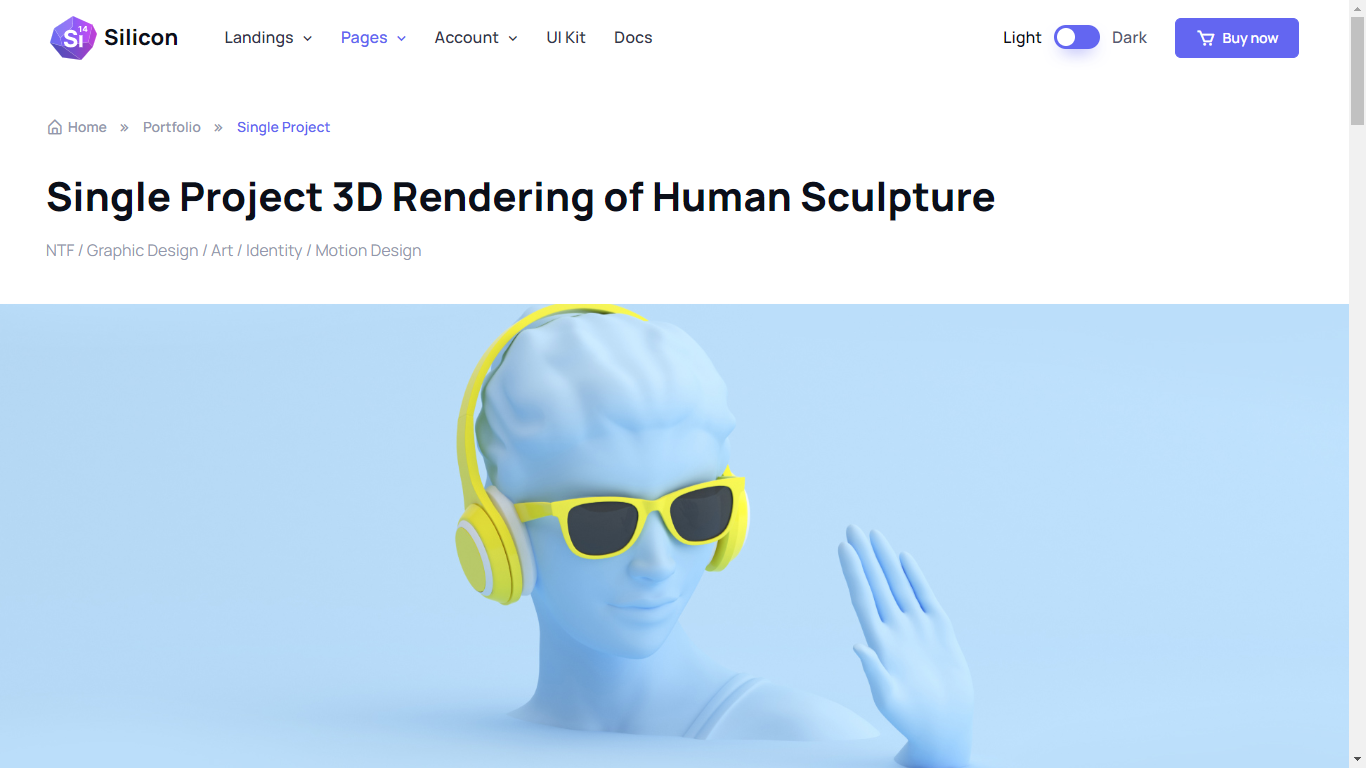 Si 14 Silicon Landings Pages Account UI Kit Docs Light Dark Buy now
Home » Portfolio » Single Project
Single Project 3D Rendering of Human Sculpture
NTF / Graphic Design / Art / Identity / Motion Design